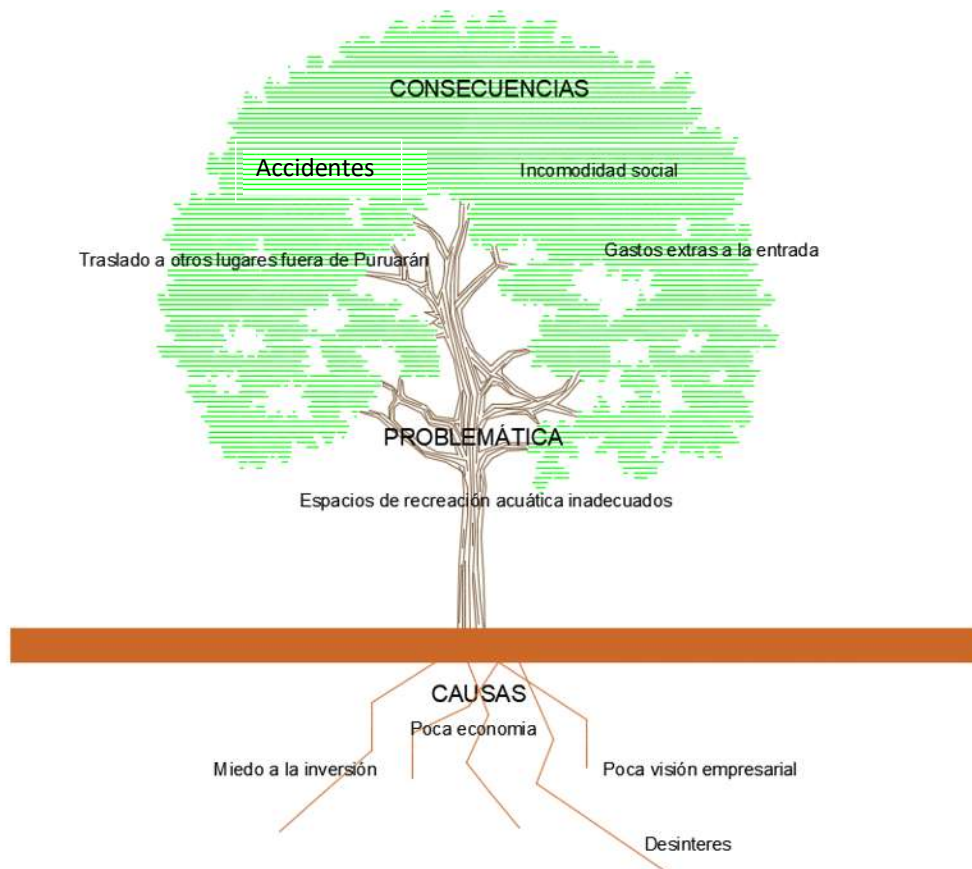 CONSECUENCIAS
Accidentes
Incomodidad social
Traslado a otros lugares fuera de Puruarán
Gastos extras a la entrada
PROBLEMÁTICA
Espacios de recreación acuática inadecuados
CAUSAS
Poca economia
Miedo a la inversión
Poca visión empresarial
Desinteres